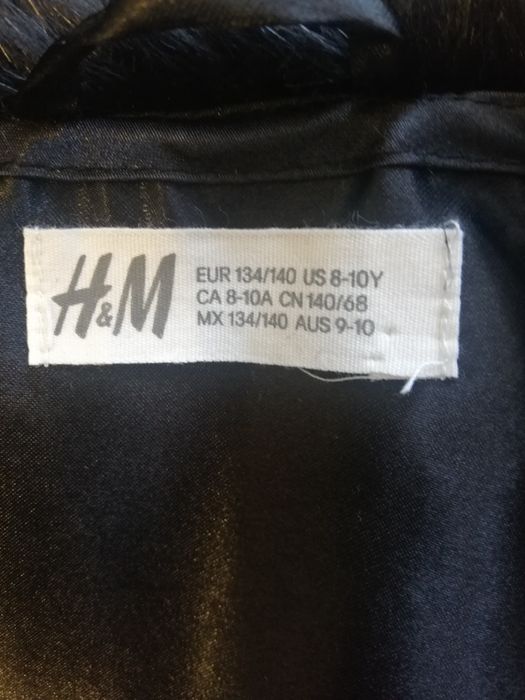 H&M
EUR 134/140 US 8-10Y
CA 8-10A CN 140/68
MX 134/140 AUS 9-10